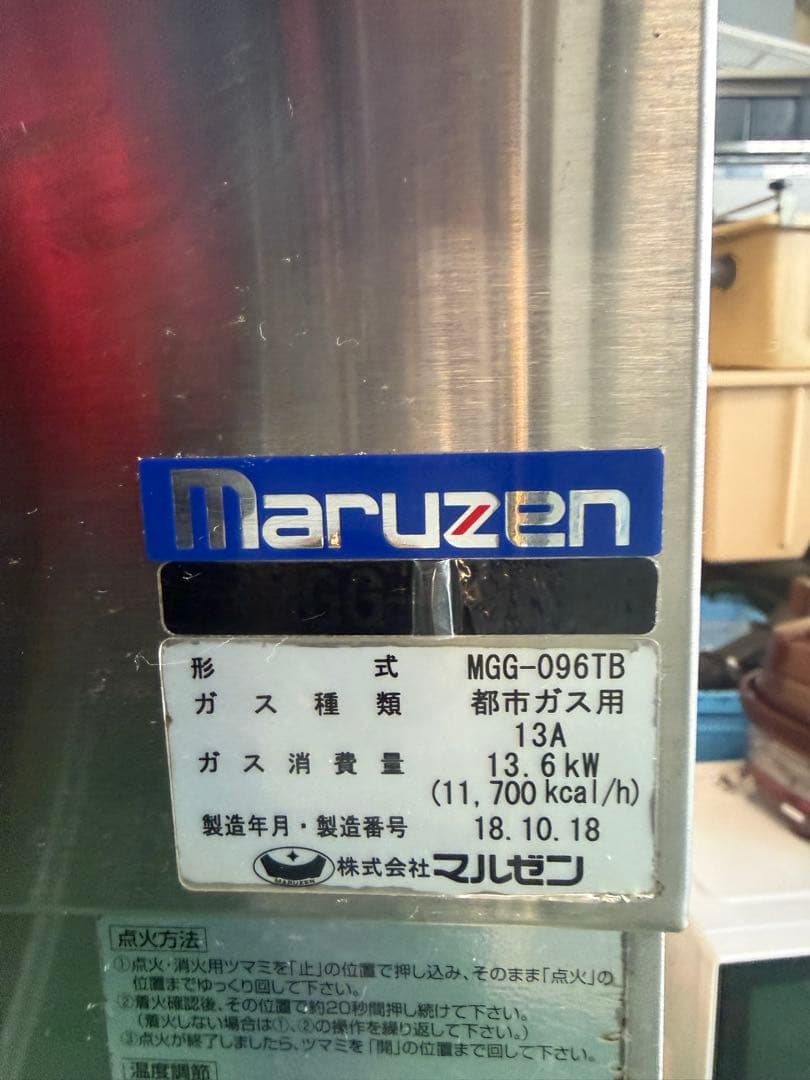 maruzen
形式 MGG-096TB
ガス種類 都市ガス用
13A
ガス消費量 13.6kW
(11,700kcal/h)
製造年月・製造番号 18.10.18
MARUZEN 株式会社マルゼン
点火方法
①点火・消火用ツマミを「止」の位置で押し込み、そのまま「点火」の
位置までゆっくり回して下さい。
②着火確認後、その位置で約20秒間押し続けて下さい。
(着火しない場合は①、②の操作を繰り返して下さい。)
③点火が終了しましたら、ツマミを「開」の位置まで回して下さい。
温度調節